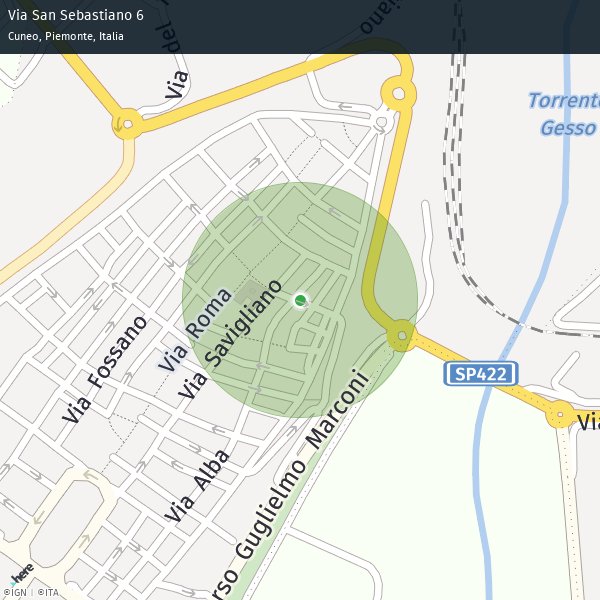 Via San Sebastiano 6
Cuneo, Piemonte, Italia
Via del
Torrente
Gesso
Via Roma
Via Savigliano
Via Fossano
SP422
Via Alba
Corso Guglielmo Marconi
Via
here
©IGN | ©ITA